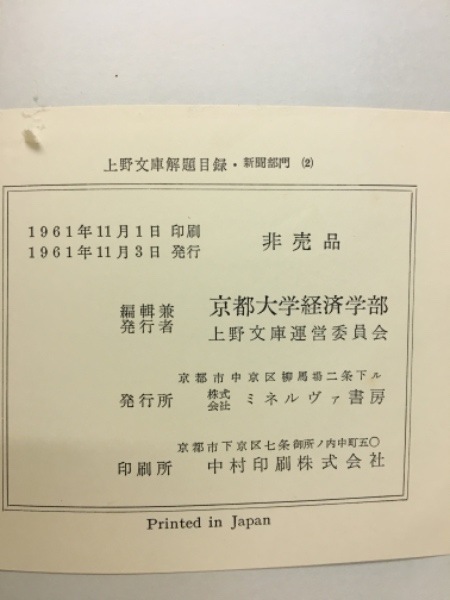 上野文庫解題目録・新聞部門 (2)
1961年11月1日 印刷
1961年11月3日 発行
非売品
編輯兼
発行者
京都大学経済学部
上野文庫運営委員会
京都市中京区柳馬場二条下ル
発行所 株式会社 ミネルヴァ書房
京都市下京区七条御所ノ内中町五〇
印刷所 中村印刷株式会社
Printed in Japan